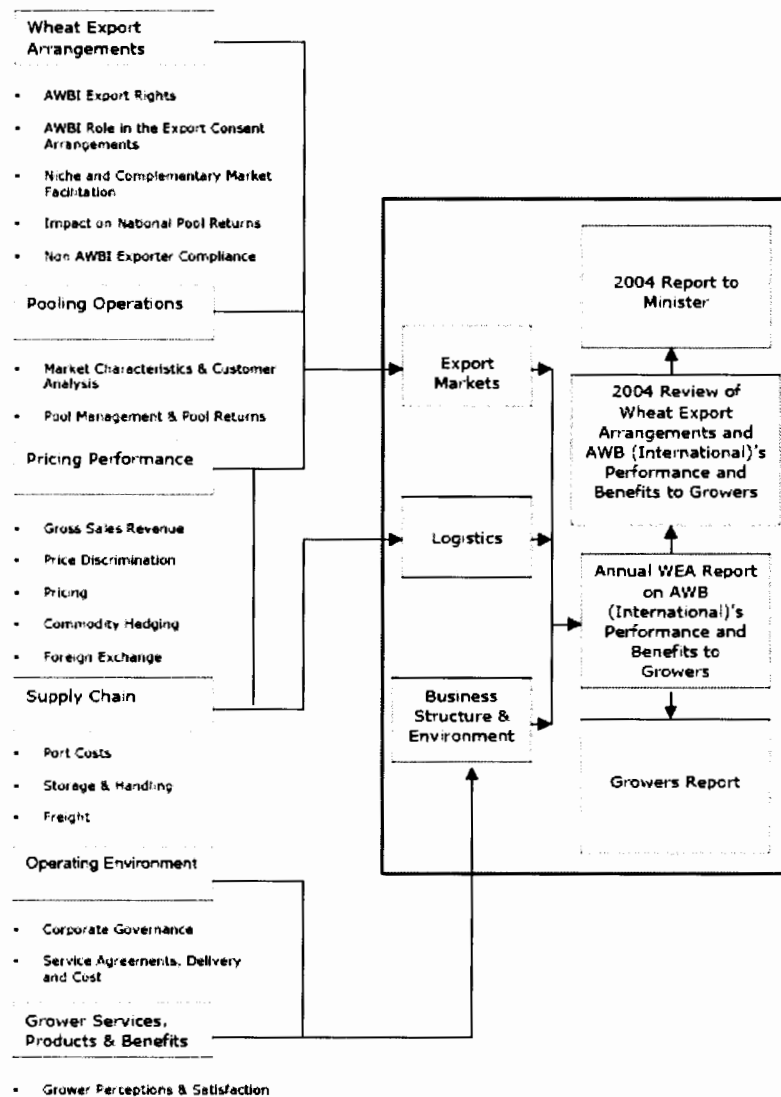 Wheat Export
Arrangements
• AWBI Export Rights
• AWBI Role in the Export Consent
Arrangements
• Niche and Complementary Market
Facilitation
• Impact on National Pool Returns
• Non AWBI Exporter Compliance
Pooling Operations
• Market Characteristics & Customer
Analysis
• Pool Management & Pool Returns
Pricing Performance
• Gross Sales Revenue
• Price Discrimination
• Pricing
• Commodity Hedging
• Foreign Exchange
Supply Chain
• Port Costs
• Storage & Handling
• Freight
Operating Environment
• Corporate Governance
• Service Agreements, Delivery
and Cost
Grower Services,
Products & Benefits
• Grower Perceptions & Satisfaction
Export
Markets
Logistics
Business
Structure &
Environment
2004 Report to
Minister
2004 Review of
Wheat Export
Arrangements and
AWB (International)'s
Performance and
Benefits to Growers
Annual WEA Report
on AWB
(International)'s
Performance and
Benefits to
Growers
Growers Report